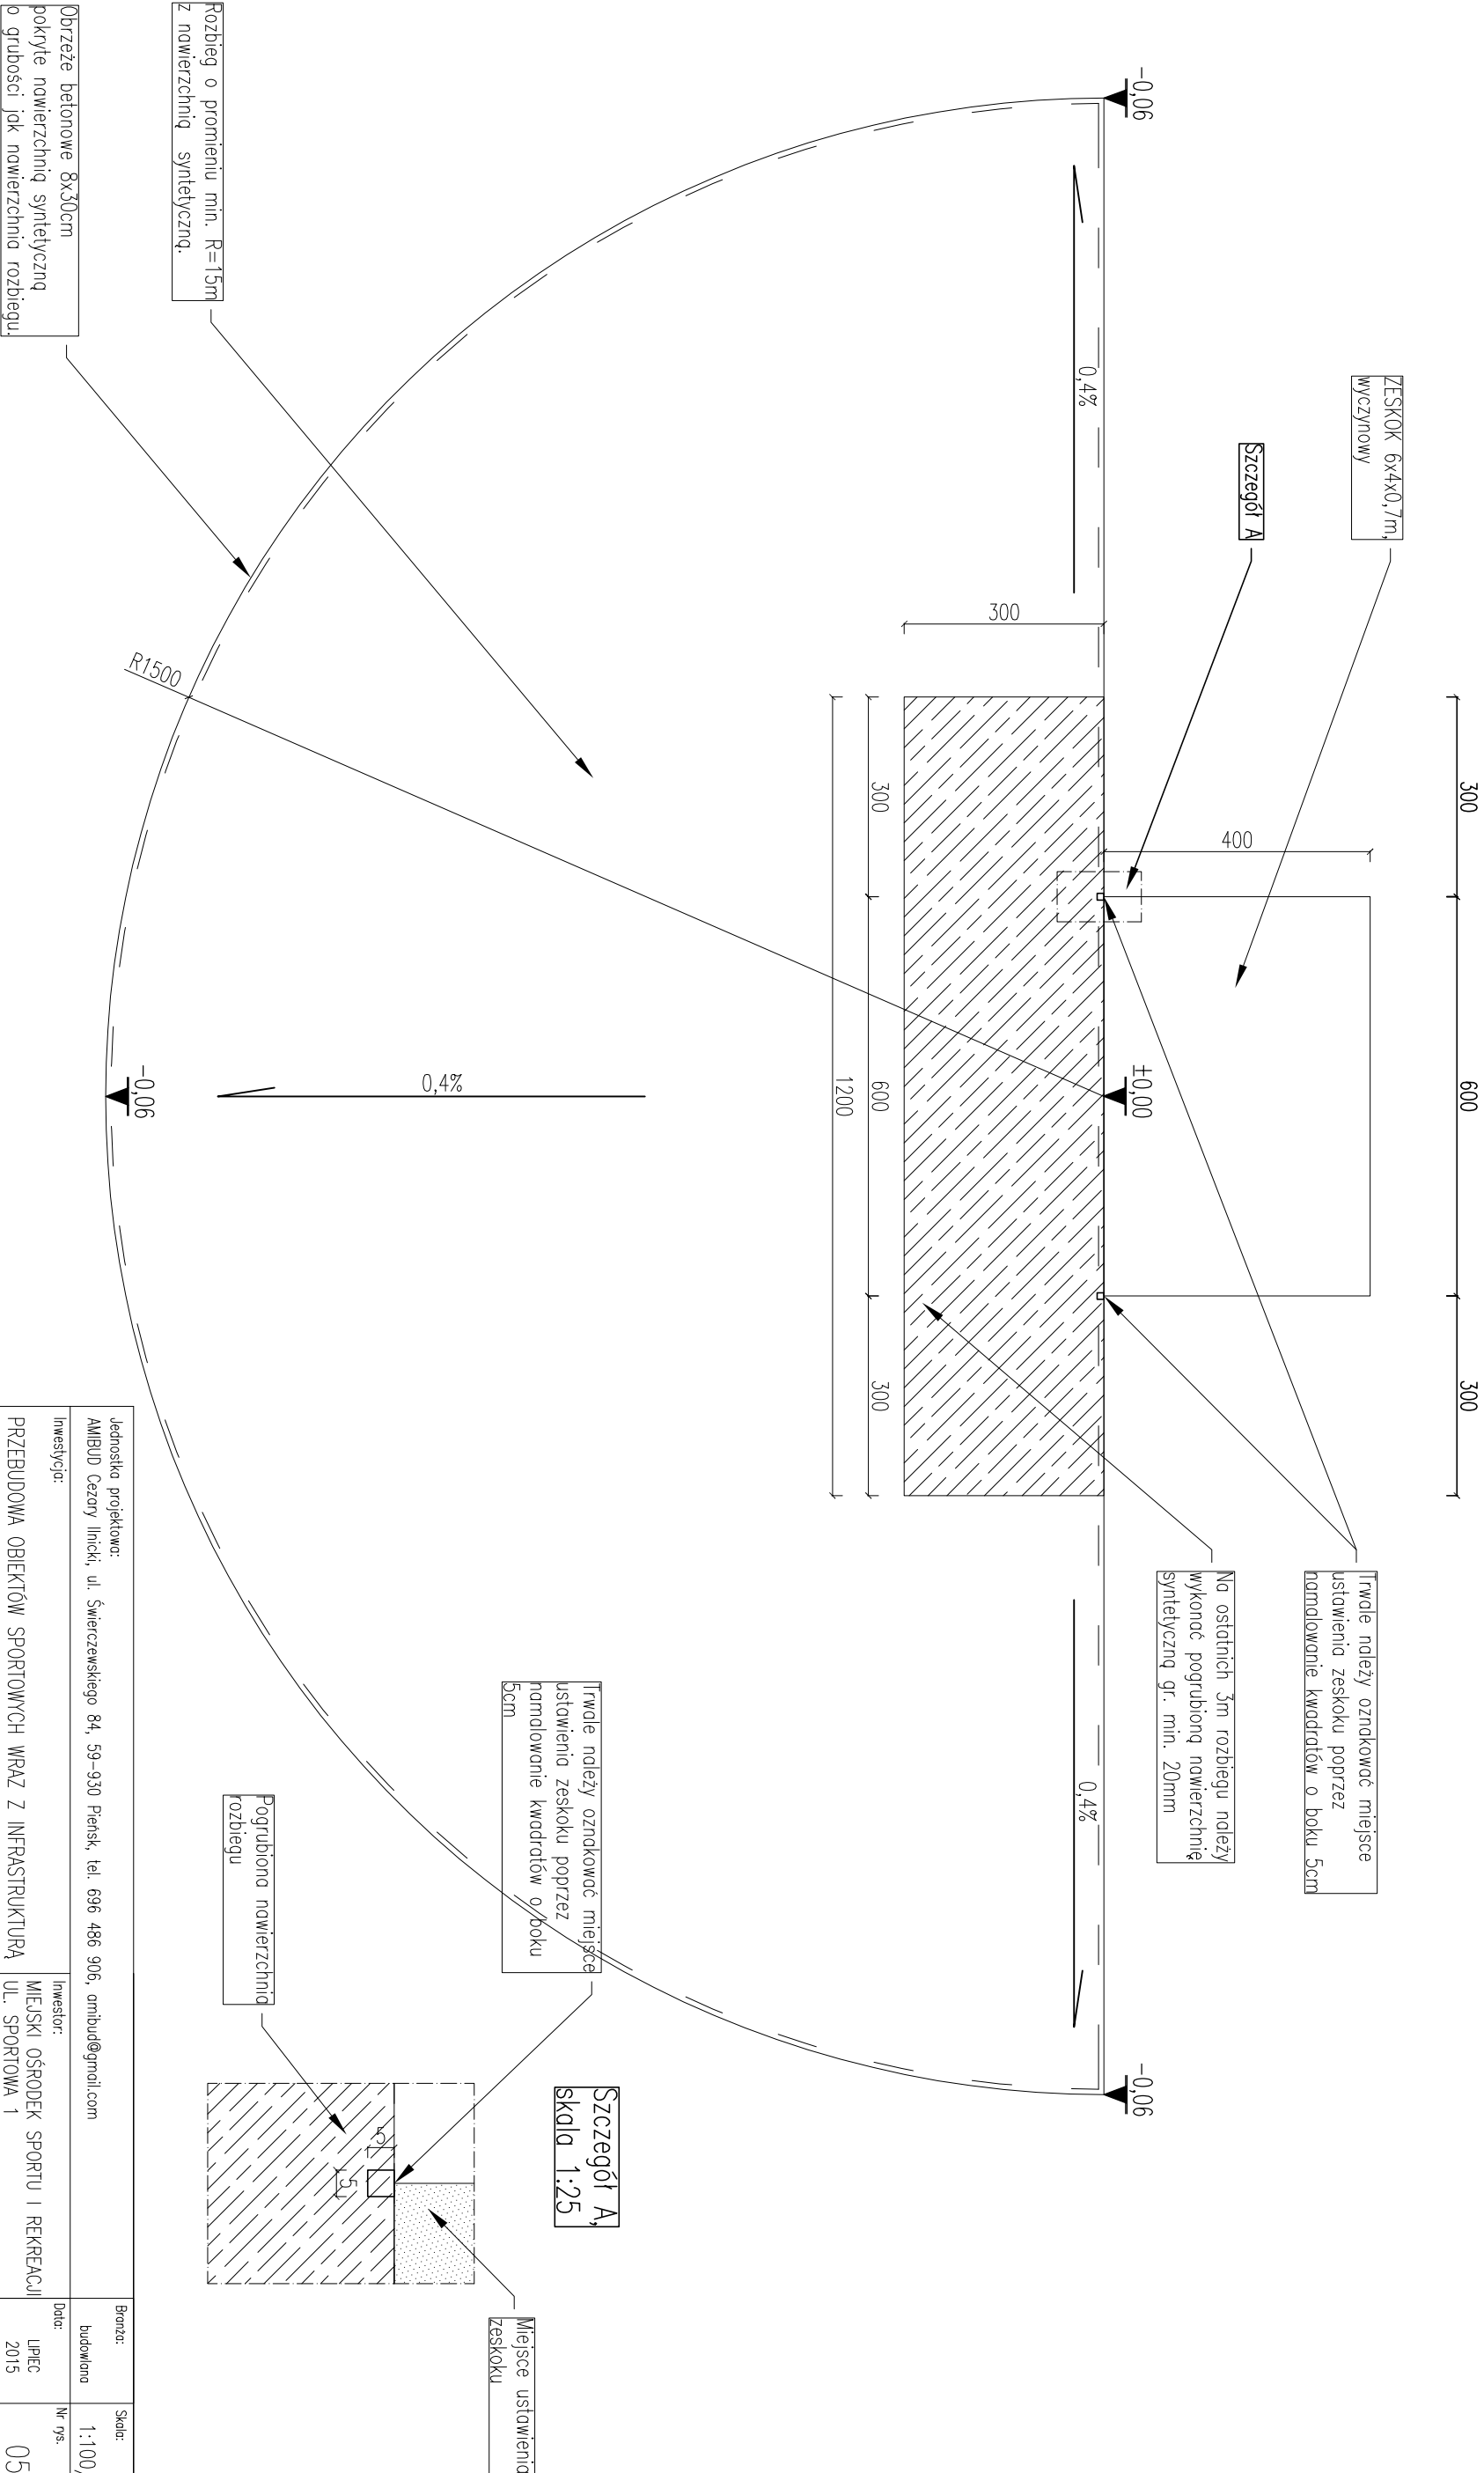 300
600
300
ZESKOK 6x4x0,7m,
wyczynowy
Szczegół A
400
Trwale należy oznakować miejsce
ustawienia zeskoku poprzez
namalowanie kwadratów o boku 5cm
Na ostatnich 3m rozbiegu należy
wykonać pogrubioną nawierzchnię
syntetyczną gr. min. 20mm
-0,06
±0,00
-0,06
0,4%
0,4%
300
300
600
300
1200
0,4%
R1500
-0,06
Rozbieg o promieniu min. R=15m
z nawierzchnią syntetyczną.
Obrzeże betonowe 8x30cm
pokryte nawierzchnią syntetyczną
o grubości jak nawierzchnia rozbiegu.
Szczegół A,
skala 1:25
Trwale należy oznakować miejsce
ustawienia zeskoku poprzez
namalowanie kwadratów o boku
5cm
Miejsce ustawienia
zeskoku
5
5
Pogrubiona nawierzchnia
rozbiegu
Jednostka projektowa:
AMIBUD Cezary Ilnicki, ul. Świerczewskiego 84, 59-930 Pieńsk, tel. 696 486 906, amibud@gmail.com
Branża:
budowlana
Skala:
1:100,
Inwestycja:
PRZEBUDOWA OBIEKTÓW SPORTOWYCH WRAZ Z INFRASTRUKTURĄ
Inwestor:
MIEJSKI OŚRODEK SPORTU I REKREACJI
UL. SPORTOWA 1
Data:
LIPIEC
2015
Nr rys.
05